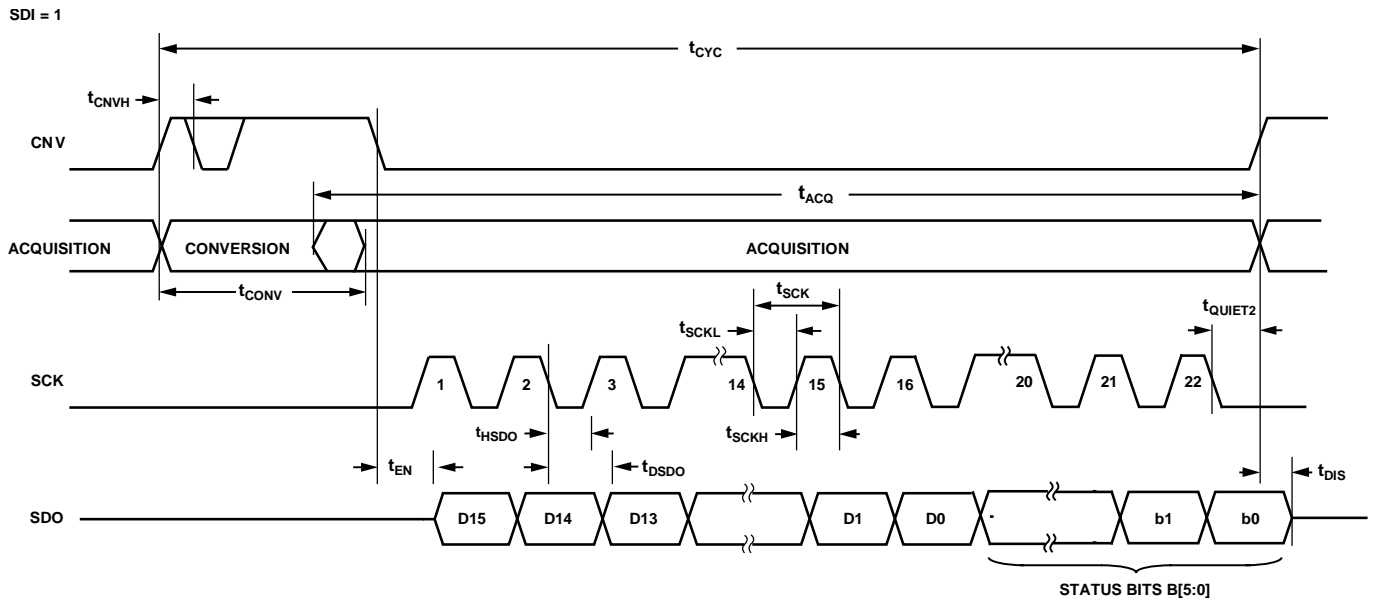 SDI = 1
tCYC
tCNVH
CNV
tACQ
ACQUISITION CONVERSION ACQUISITION
tCONV
tSCK
tQUIET2
tSCKL
SCK
1 2 3 14 15 16 20 21 22
tHSDO
tSCKH
tEN
tDSDO
tDIS
SDO
D15 D14 D13 D1 D0 b1 b0
STATUS BITS B[5:0]